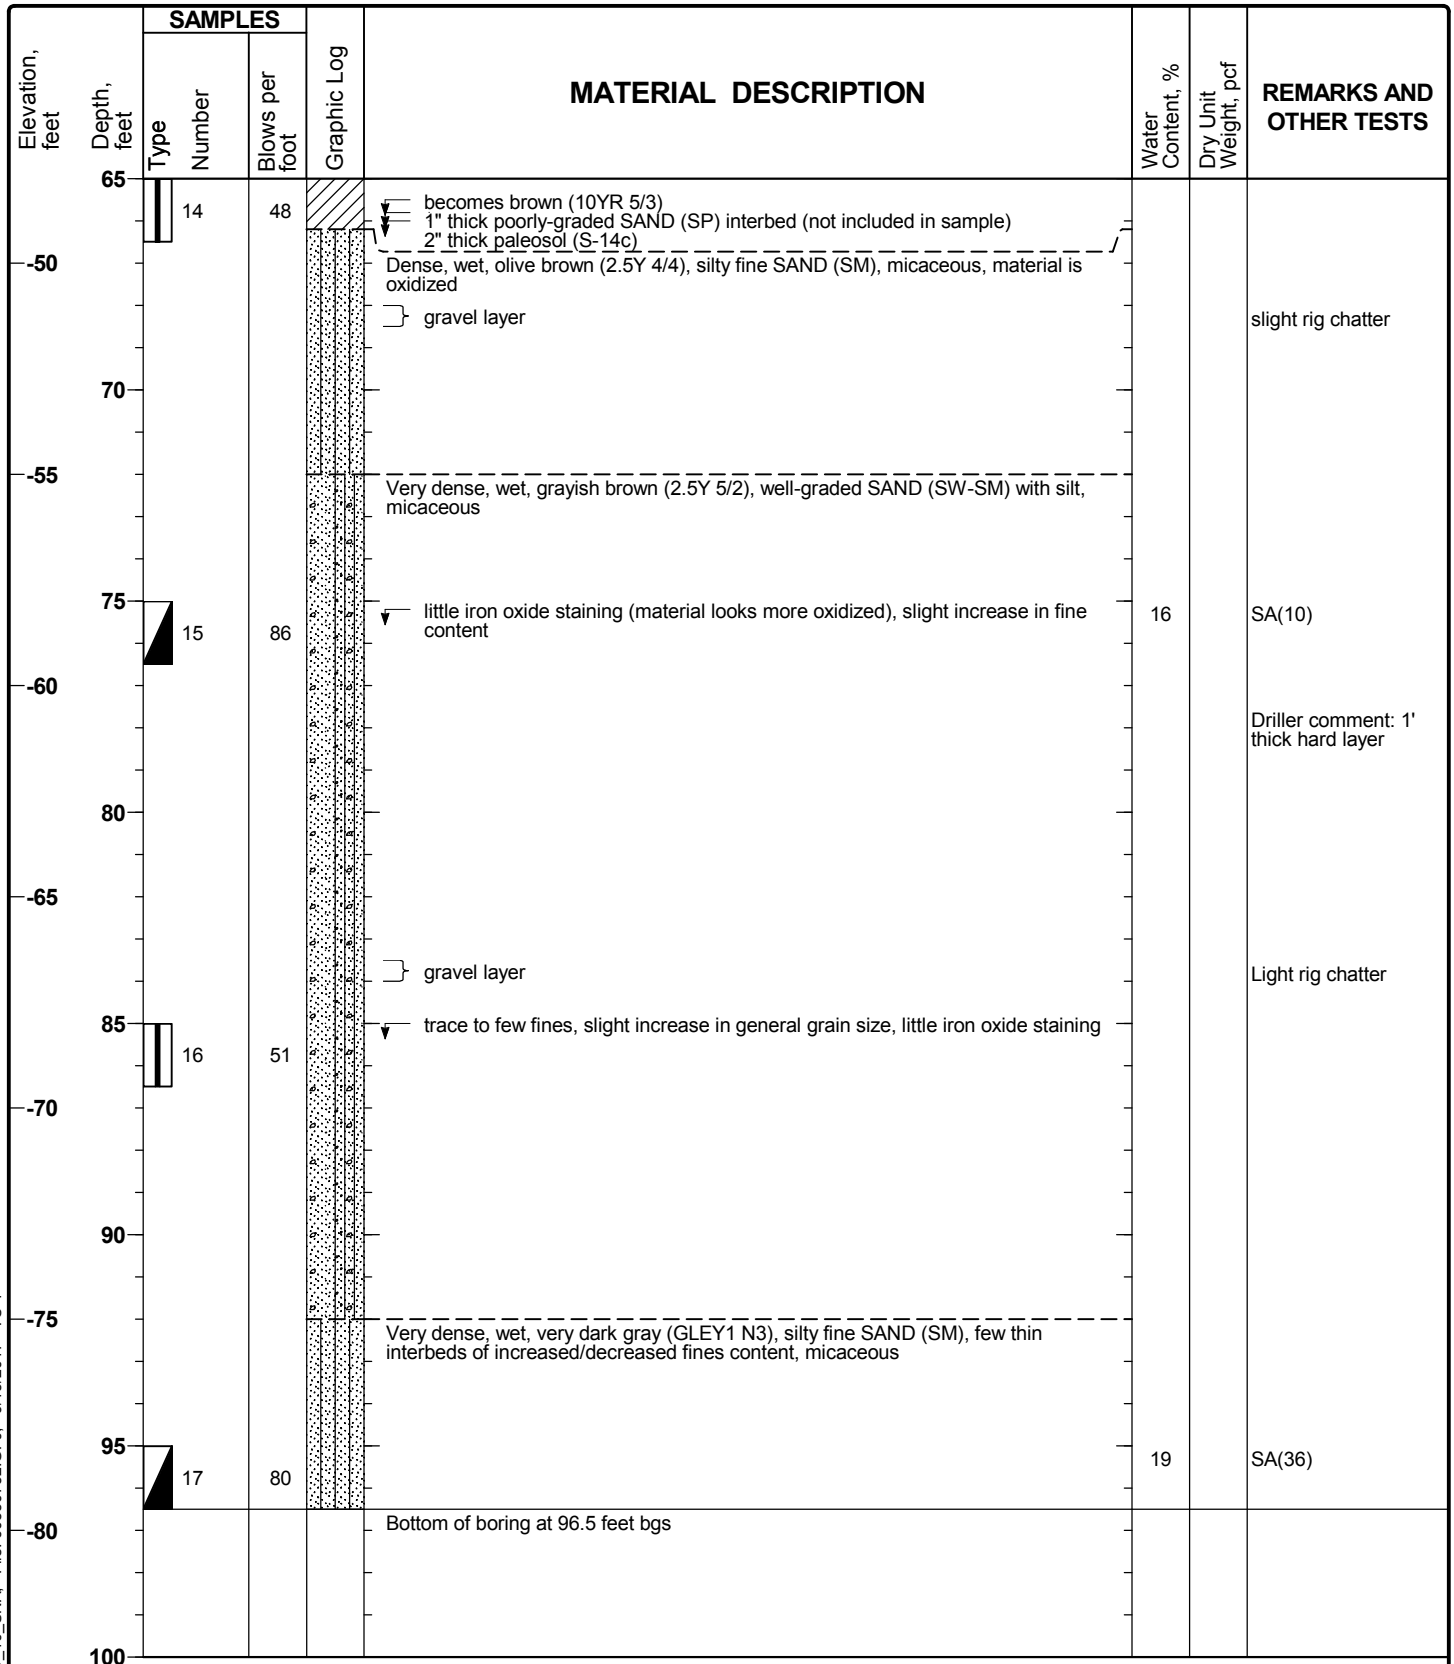 SAMPLES
Elevation,
feet
Depth,
feet
Type
Number
Blows per
foot
Graphic Log
MATERIAL DESCRIPTION
Water
Content, %
Dry Unit
Weight, pcf
REMARKS AND
OTHER TESTS
65
14
48
becomes brown (10YR 5/3)
1" thick poorly-graded SAND (SP) interbed (not included in sample)
2" thick paleosol (S-14c)
-50
Dense, wet, olive brown (2.5Y 4/4), silty fine SAND (SM), micaceous, material is
oxidized
gravel layer
slight rig chatter
70
-55
Very dense, wet, grayish brown (2.5Y 5/2), well-graded SAND (SW-SM) with silt,
micaceous
75
15
86
little iron oxide staining (material looks more oxidized), slight increase in fine
content
16
SA(10)
-60
Driller comment: 1'
thick hard layer
80
-65
gravel layer
Light rig chatter
85
16
51
trace to few fines, slight increase in general grain size, little iron oxide staining
-70
90
-75
Very dense, wet, very dark gray (GLEY1 N3), silty fine SAND (SM), few thin
interbeds of increased/decreased fines content, micaceous
95
17
80
19
SA(36)
-80
Bottom of boring at 96.5 feet bgs
100